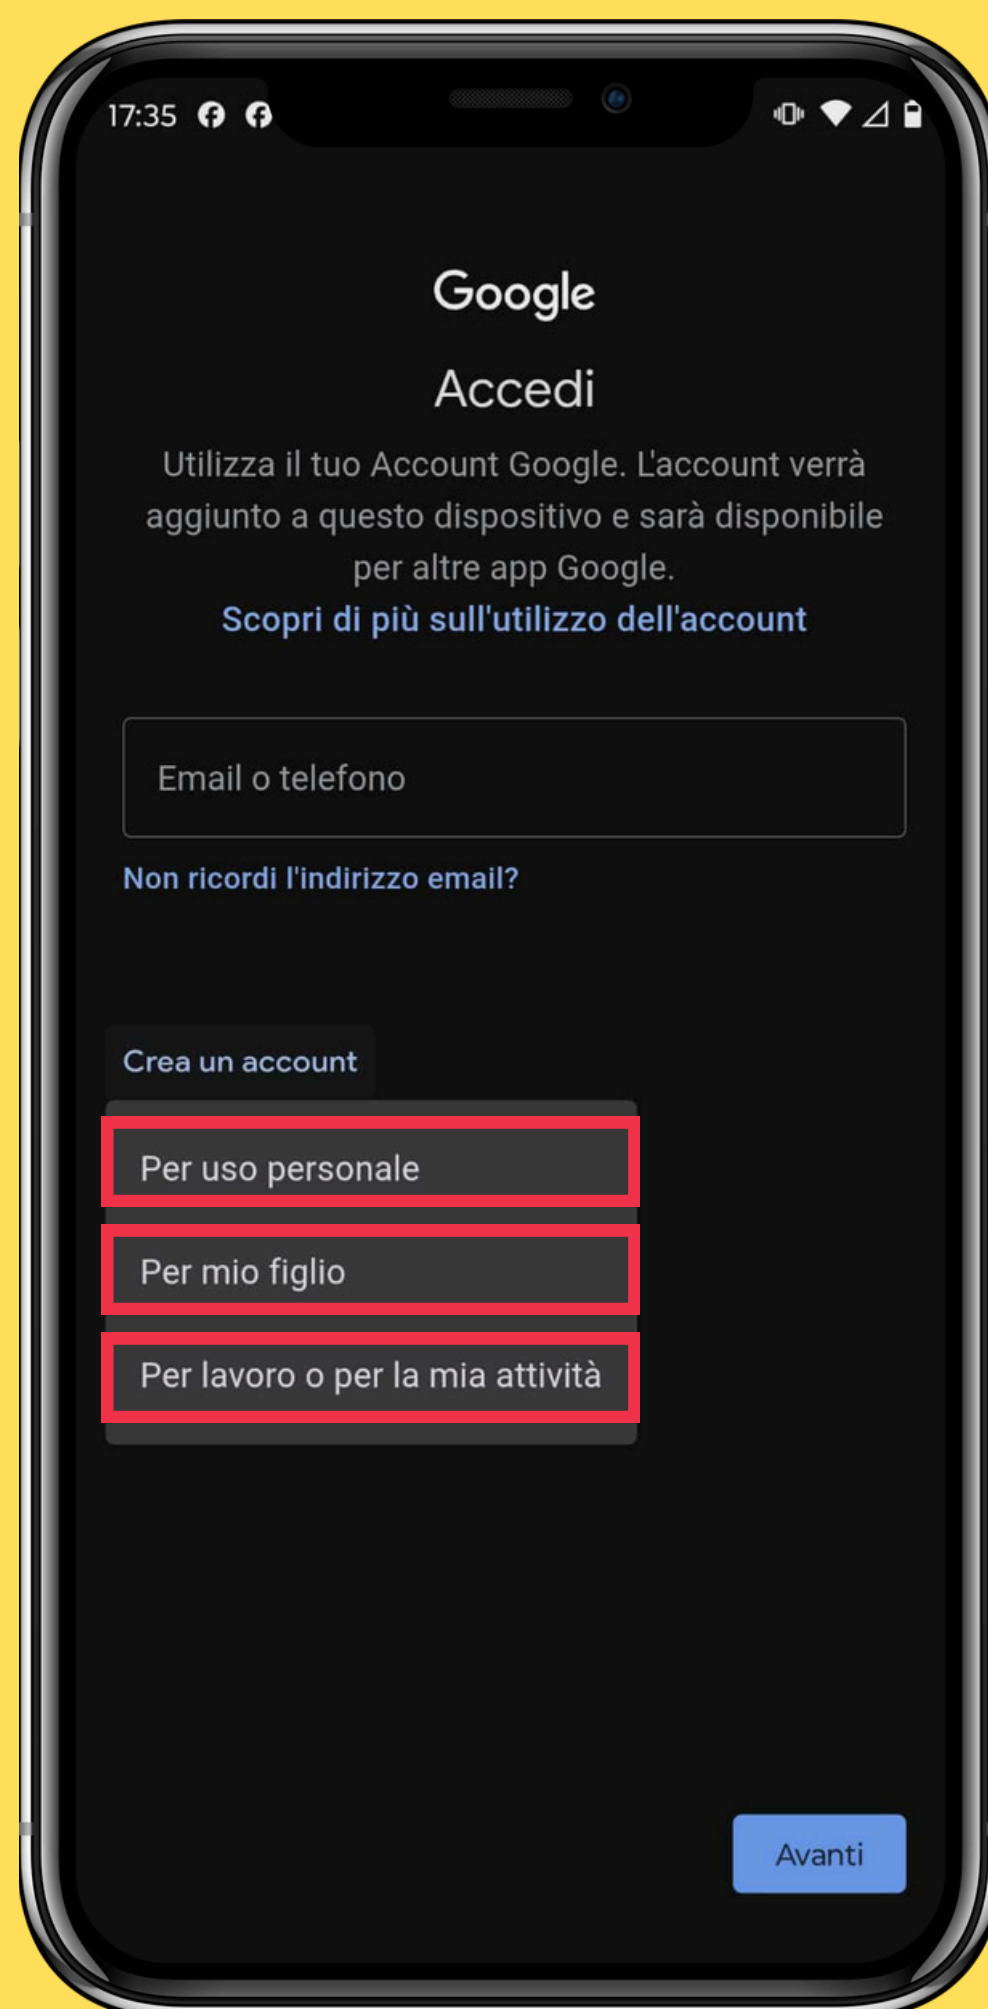 17:35
Google
Accedi
Utilizza il tuo Account Google. L'account verrà
aggiunto a questo dispositivo e sarà disponibile
per altre app Google.
Scopri di più sull'utilizzo dell'account
Email o telefono
Non ricordi l'indirizzo email?
Crea un account
Per uso personale
Per mio figlio
Per lavoro o per la mia attività
Avanti